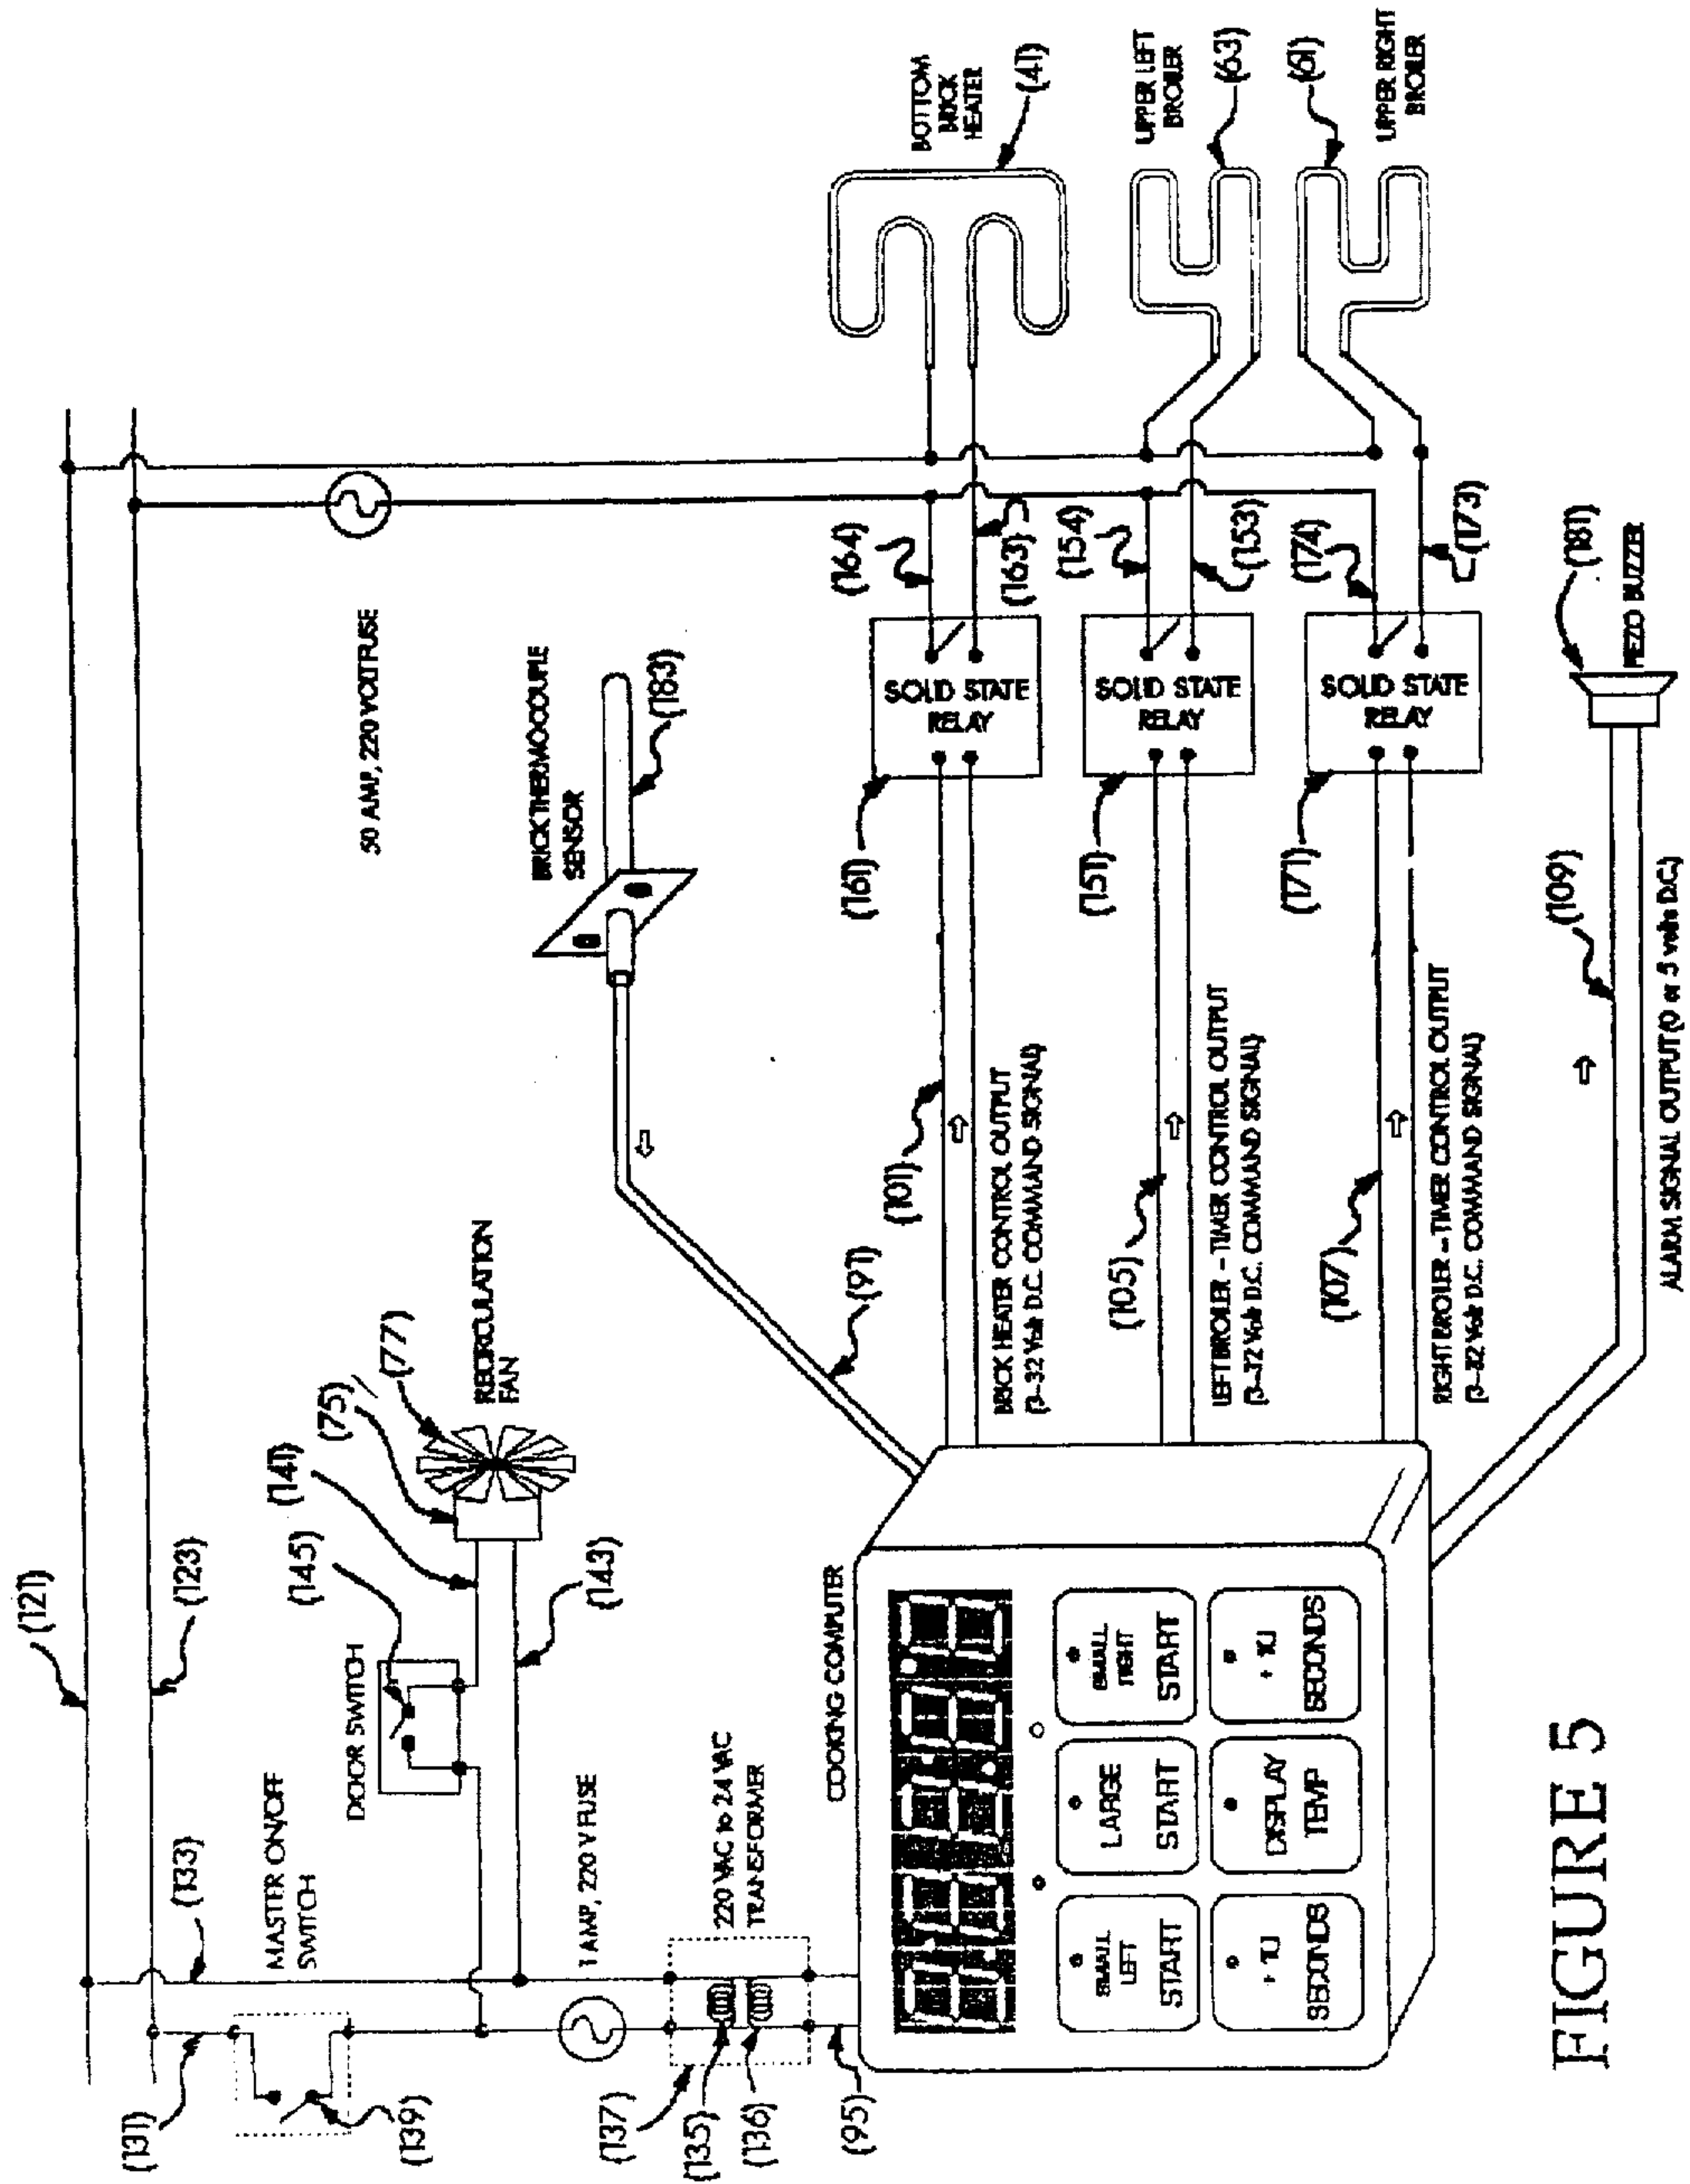 (121)
(123)
(133)
(131)
MASTER ON/OFF
SWITCH
(139)
DOOR SWITCH
(145)
(141)
(75)
(77)
RECIRCULATION
FAN
(143)
1 AMP, 220 V FUSE
220 VAC to 24 VAC
TRANSFORMER
(137)
(135)
(136)
(95)
50 AMP, 220 VOLT FUSE
BRICK THERMOCOUPLE
SENSOR
(183)
(91)
COOKING COMPUTER
SMALL
LEFT
START
LARGE
START
SMALL
RIGHT
START
+ 10
SECONDS
DISPLAY
TEMP
+ 10
SECONDS
(101)
BRICK HEATER CONTROL OUTPUT
(3-32 Volt D.C. COMMAND SIGNAL)
(161)
SOLID STATE
RELAY
(164)
(163)
BOTTOM
BRICK
HEATER
(41)
(105)
LEFT BROILER - TIMER CONTROL OUTPUT
(3-32 Volt D.C. COMMAND SIGNAL)
(151)
SOLID STATE
RELAY
(154)
(153)
UPPER LEFT
BROILER
(63)
(107)
RIGHT BROILER - TIMER CONTROL OUTPUT
(3-32 Volt D.C. COMMAND SIGNAL)
(171)
SOLID STATE
RELAY
(174)
(173)
(61)
UPPER RIGHT
BROILER
(109)
ALARM SIGNAL OUTPUT (0 or 5 volts D.C.)
(181)
PIEZO BUZZER
FIGURE 5